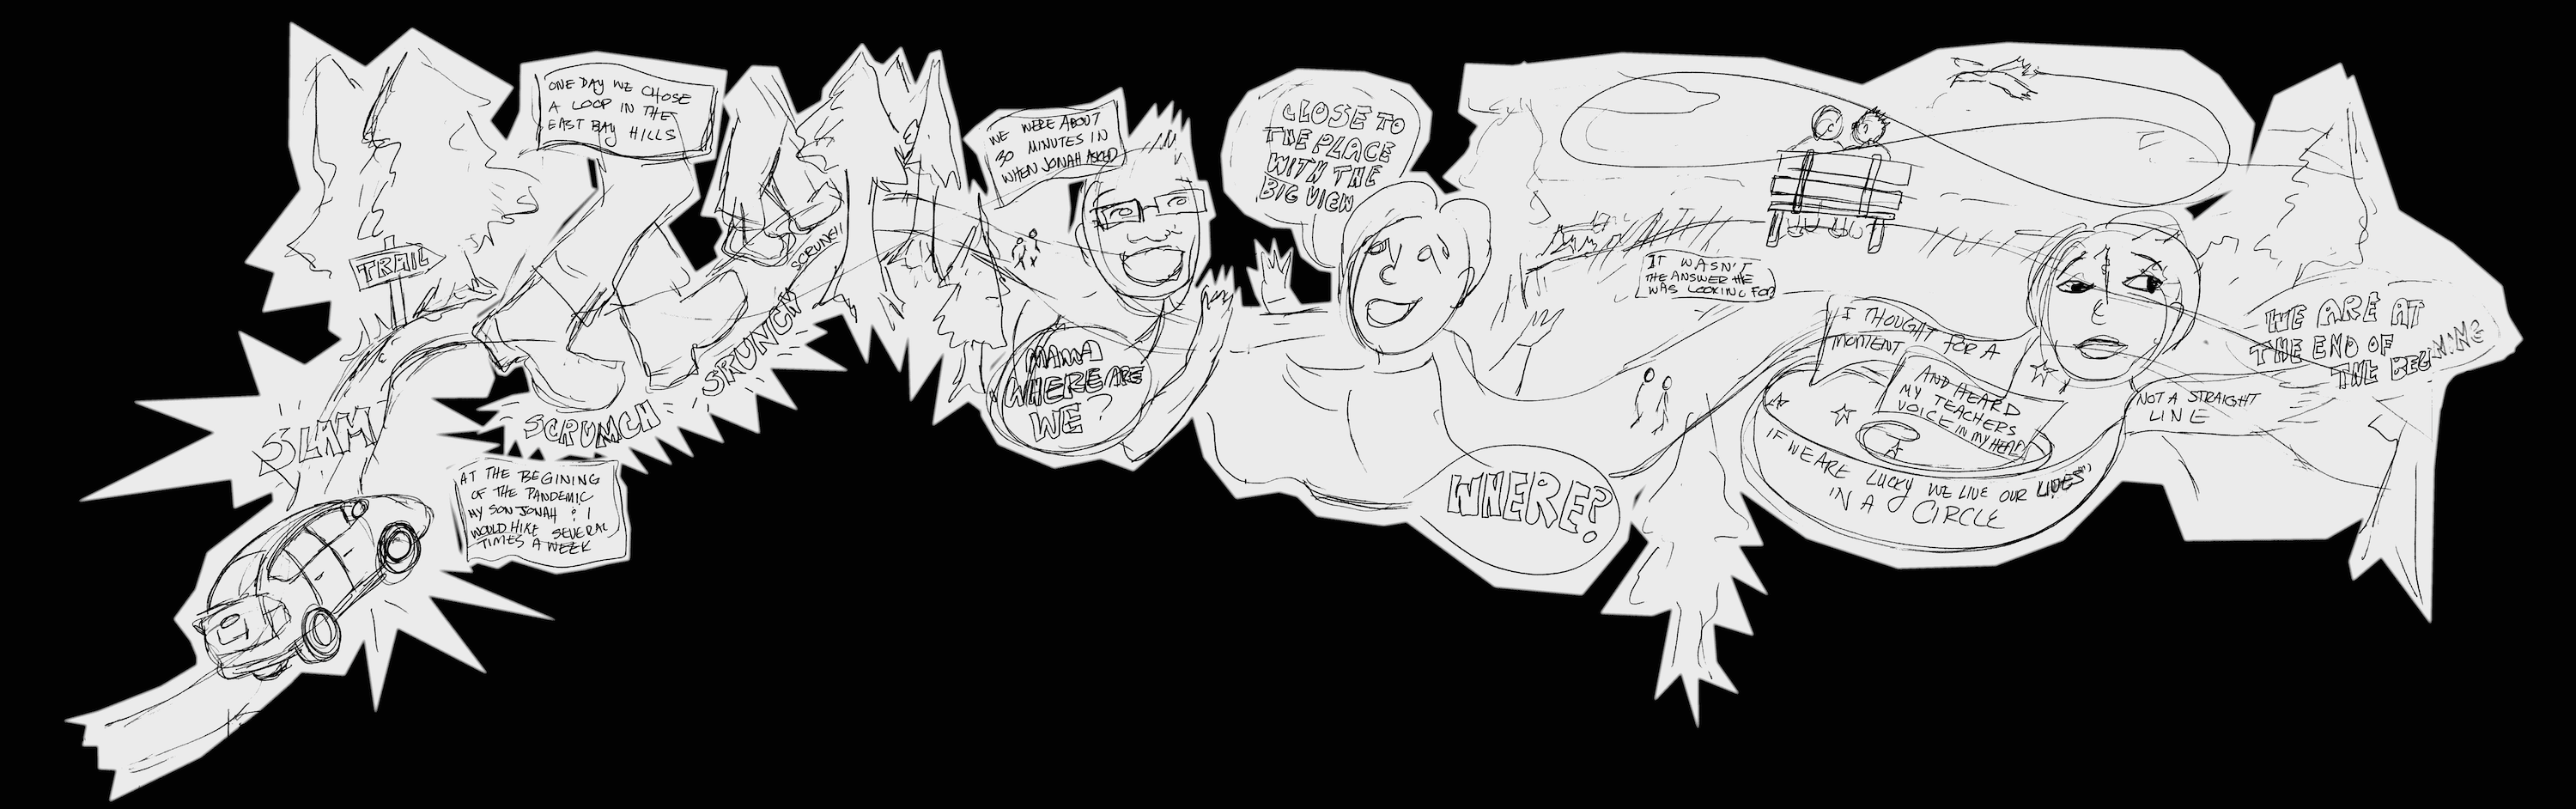 SLAM
AT THE BEGINING
OF THE PANDEMIC
MY SON JONAH & I
WOULD HIKE SEVERAL
TIMES A WEEK
TRAIL
ONE DAY WE CHOSE
A LOOP IN THE
EAST BAY HILLS
SCRUMCH
SRUNCH
SCRUNCH
WE WERE ABOUT
30 MINUTES IN
WHEN JONAH ASKED
MAMA
WHERE ARE
WE?
CLOSE TO
THE PLACE
WITH THE
BIG VIEW
WHERE?
IT WASN'T
THE ANSWER HE
WAS LOOKING FOR
I THOUGHT FOR A
MOMENT
AND HEARD
MY TEACHERS
VOICE IN MY HEAD
IF WE ARE LUCKY WE LIVE OUR LIVES
IN A CIRCLE
NOT A STRAIGHT
LINE
WE ARE AT
THE END OF
THE BEGINING